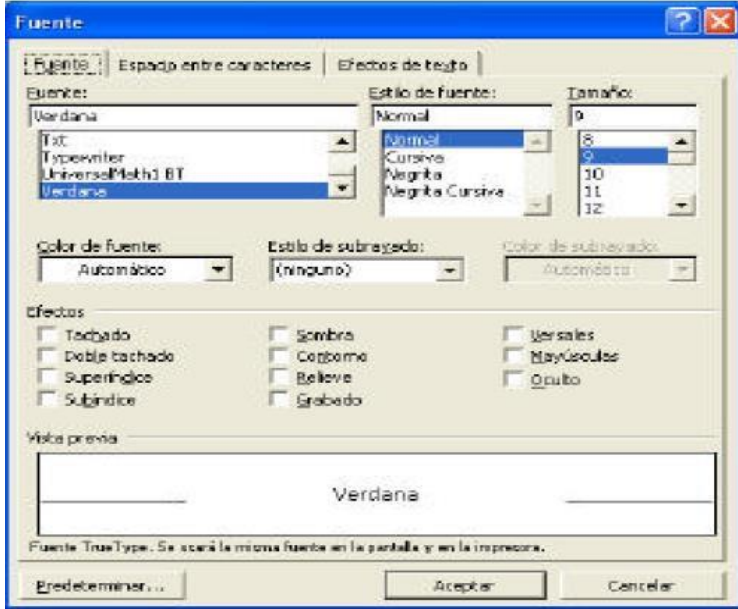 Fuente
Fuente Espacio entre caracteres Efectos de texto
Fuente: Estilo de fuente: Tamaño:
Verdana Normal 9
Txt Normal 8
Typewriter Cursiva 9
UniversalMath1 BT Negrita 10
Verdana Negrita Cursiva 11
12
Color de fuente: Estilo de subrayado: Color de subrayado:
Automático (ninguno) Automático
Efectos
Tachado Sombra Versales
Doble tachado Contorno Mayúsculas
Superíndice Relieve Oculto
Subíndice Grabado
Vista previa
Verdana
Fuente TrueType. Se usará la misma fuente en la pantalla y en la impresora.
Predeterminar... Aceptar Cancelar